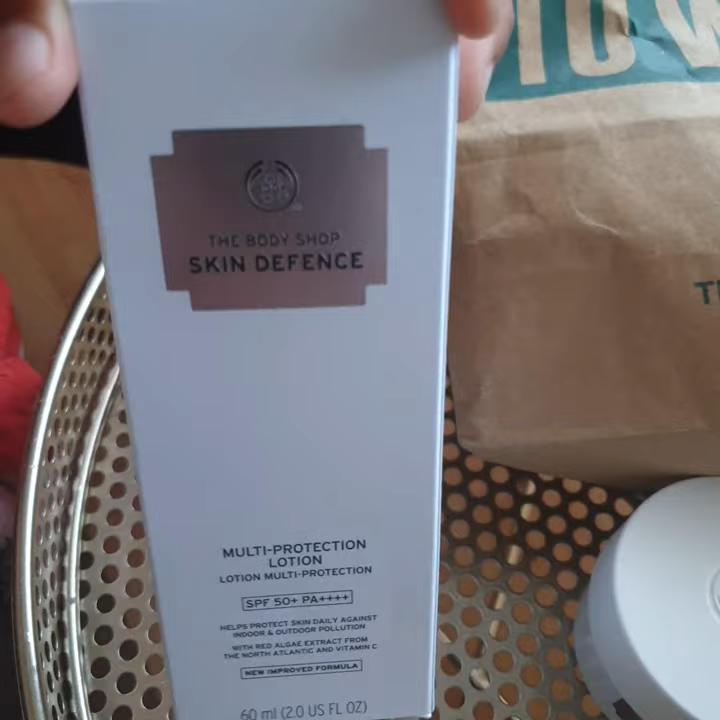 THE BODY SHOP
SKIN DEFENCE
MULTI-PROTECTION
LOTION
LOTION MULTI-PROTECTION
SPF 50+ PA++++
HELPS PROTECT SKIN DAILY AGAINST
INDOOR & OUTDOOR POLLUTION
WITH RED ALGAE EXTRACT FROM
THE NORTH ATLANTIC AND VITAMIN C
NEW IMPROVED FORMULA
60 ml (2.0 US FL OZ)